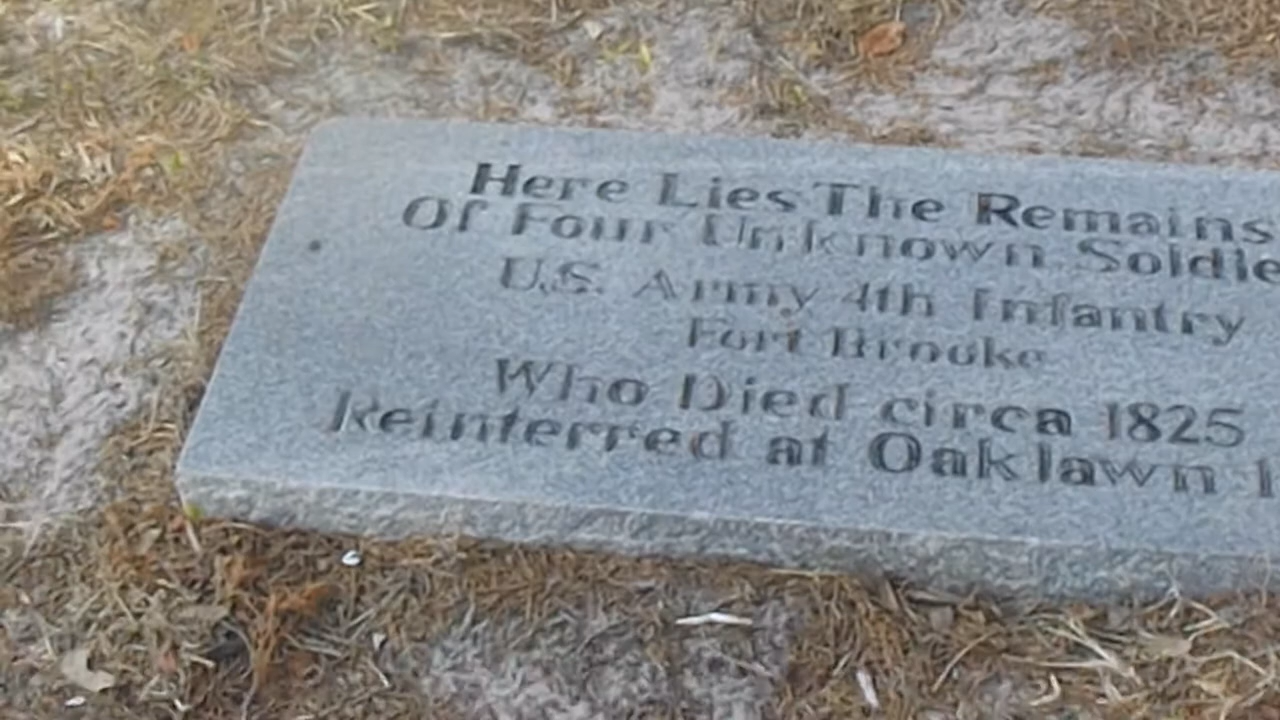 Here Lies The Remains
Of Four Unknown Soldie
U.S. Army 4th Infantry
Fort Brooke
Who Died circa 1825
Reinterred at Oaklawn